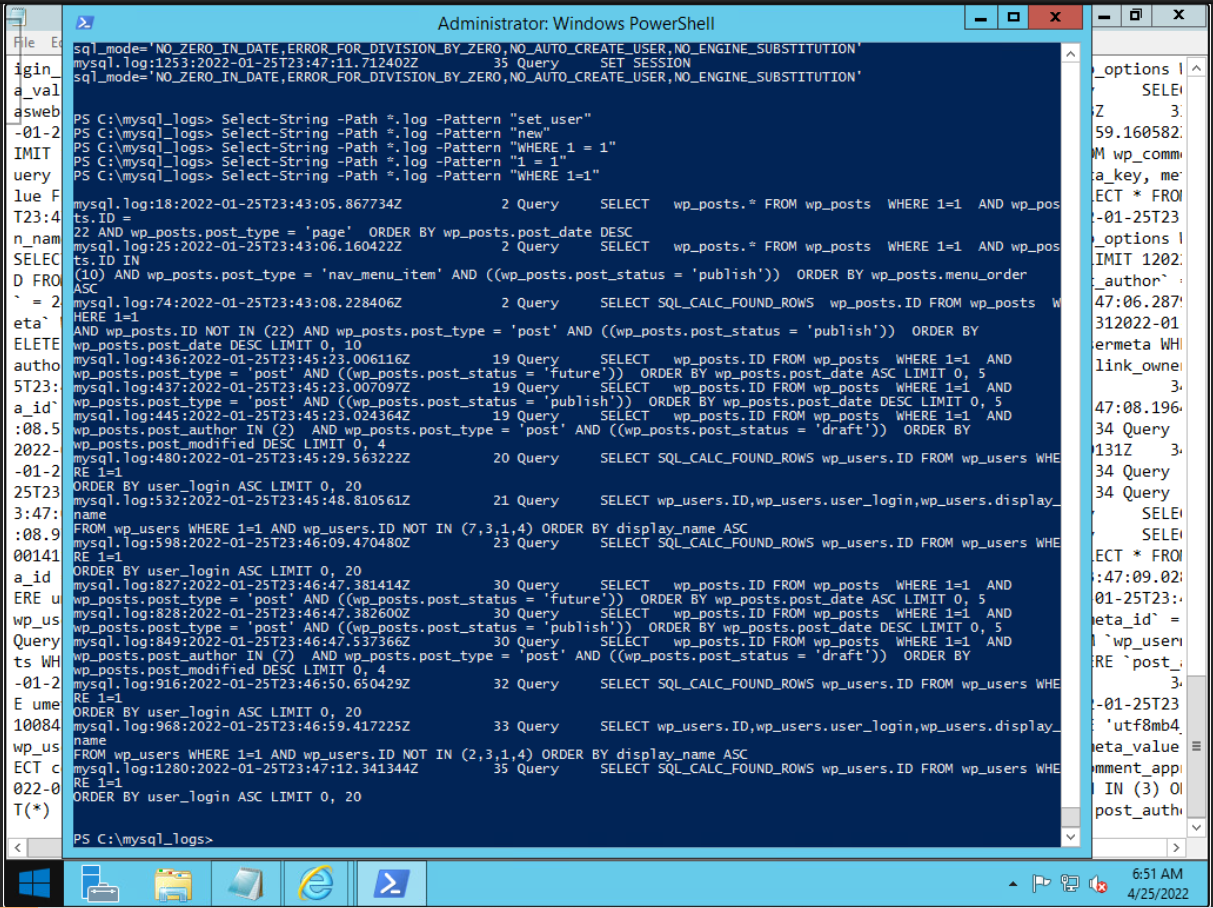 Administrator: Windows PowerShell
File Ed
sql_mode='NO_ZERO_IN_DATE,ERROR_FOR_DIVISION_BY_ZERO,NO_AUTO_CREATE_USER,NO_ENGINE_SUBSTITUTION'
mysql.log:1253:2022-01-25T23:47:11.712402Z 35 Query SET SESSION
sql_mode='NO_ZERO_IN_DATE,ERROR_FOR_DIVISION_BY_ZERO,NO_AUTO_CREATE_USER,NO_ENGINE_SUBSTITUTION'
PS C:\mysql_logs> Select-String -Path *.log -Pattern "set user"
PS C:\mysql_logs> Select-String -Path *.log -Pattern "new"
PS C:\mysql_logs> Select-String -Path *.log -Pattern "WHERE 1 = 1"
PS C:\mysql_logs> Select-String -Path *.log -Pattern "1 = 1"
PS C:\mysql_logs> Select-String -Path *.log -Pattern "WHERE 1=1"
mysql.log:18:2022-01-25T23:43:05.867734Z 2 Query SELECT wp_posts.* FROM wp_posts WHERE 1=1 AND wp_pos
ts.ID =
22 AND wp_posts.post_type = 'page' ORDER BY wp_posts.post_date DESC
mysql.log:25:2022-01-25T23:43:06.160422Z 2 Query SELECT wp_posts.* FROM wp_posts WHERE 1=1 AND wp_pos
ts.ID IN
(10) AND wp_posts.post_type = 'nav_menu_item' AND ((wp_posts.post_status = 'publish')) ORDER BY wp_posts.menu_order
ASC
mysql.log:74:2022-01-25T23:43:08.228406Z 2 Query SELECT SQL_CALC_FOUND_ROWS wp_posts.ID FROM wp_posts W
HERE 1=1
AND wp_posts.ID NOT IN (22) AND wp_posts.post_type = 'post' AND ((wp_posts.post_status = 'publish')) ORDER BY
wp_posts.post_date DESC LIMIT 0, 10
mysql.log:436:2022-01-25T23:45:23.006116Z 19 Query SELECT wp_posts.ID FROM wp_posts WHERE 1=1 AND
wp_posts.post_type = 'post' AND ((wp_posts.post_status = 'future')) ORDER BY wp_posts.post_date ASC LIMIT 0, 5
mysql.log:437:2022-01-25T23:45:23.007097Z 19 Query SELECT wp_posts.ID FROM wp_posts WHERE 1=1 AND
wp_posts.post_type = 'post' AND ((wp_posts.post_status = 'publish')) ORDER BY wp_posts.post_date DESC LIMIT 0, 5
mysql.log:445:2022-01-25T23:45:23.024364Z 19 Query SELECT wp_posts.ID FROM wp_posts WHERE 1=1 AND
wp_posts.post_author IN (2) AND wp_posts.post_type = 'post' AND ((wp_posts.post_status = 'draft')) ORDER BY
wp_posts.post_modified DESC LIMIT 0, 4
mysql.log:480:2022-01-25T23:45:29.563222Z 20 Query SELECT SQL_CALC_FOUND_ROWS wp_users.ID FROM wp_users WHE
RE 1=1
ORDER BY user_login ASC LIMIT 0, 20
mysql.log:532:2022-01-25T23:45:48.810561Z 21 Query SELECT wp_users.ID,wp_users.user_login,wp_users.display_
name
FROM wp_users WHERE 1=1 AND wp_users.ID NOT IN (7,3,1,4) ORDER BY display_name ASC
mysql.log:598:2022-01-25T23:46:09.470480Z 23 Query SELECT SQL_CALC_FOUND_ROWS wp_users.ID FROM wp_users WHE
RE 1=1
ORDER BY user_login ASC LIMIT 0, 20
mysql.log:827:2022-01-25T23:46:47.381414Z 30 Query SELECT wp_posts.ID FROM wp_posts WHERE 1=1 AND
wp_posts.post_type = 'post' AND ((wp_posts.post_status = 'future')) ORDER BY wp_posts.post_date ASC LIMIT 0, 5
mysql.log:828:2022-01-25T23:46:47.382600Z 30 Query SELECT wp_posts.ID FROM wp_posts WHERE 1=1 AND
wp_posts.post_type = 'post' AND ((wp_posts.post_status = 'publish')) ORDER BY wp_posts.post_date DESC LIMIT 0, 5
mysql.log:849:2022-01-25T23:46:47.537366Z 30 Query SELECT wp_posts.ID FROM wp_posts WHERE 1=1 AND
wp_posts.post_author IN (7) AND wp_posts.post_type = 'post' AND ((wp_posts.post_status = 'draft')) ORDER BY
wp_posts.post_modified DESC LIMIT 0, 4
mysql.log:916:2022-01-25T23:46:50.650429Z 32 Query SELECT SQL_CALC_FOUND_ROWS wp_users.ID FROM wp_users WHE
RE 1=1
ORDER BY user_login ASC LIMIT 0, 20
mysql.log:968:2022-01-25T23:46:59.417225Z 33 Query SELECT wp_users.ID,wp_users.user_login,wp_users.display_
name
FROM wp_users WHERE 1=1 AND wp_users.ID NOT IN (2,3,1,4) ORDER BY display_name ASC
mysql.log:1280:2022-01-25T23:47:12.341344Z 35 Query SELECT SQL_CALC_FOUND_ROWS wp_users.ID FROM wp_users WHE
RE 1=1
ORDER BY user_login ASC LIMIT 0, 20
PS C:\mysql_logs>
6:51 AM
4/25/2022